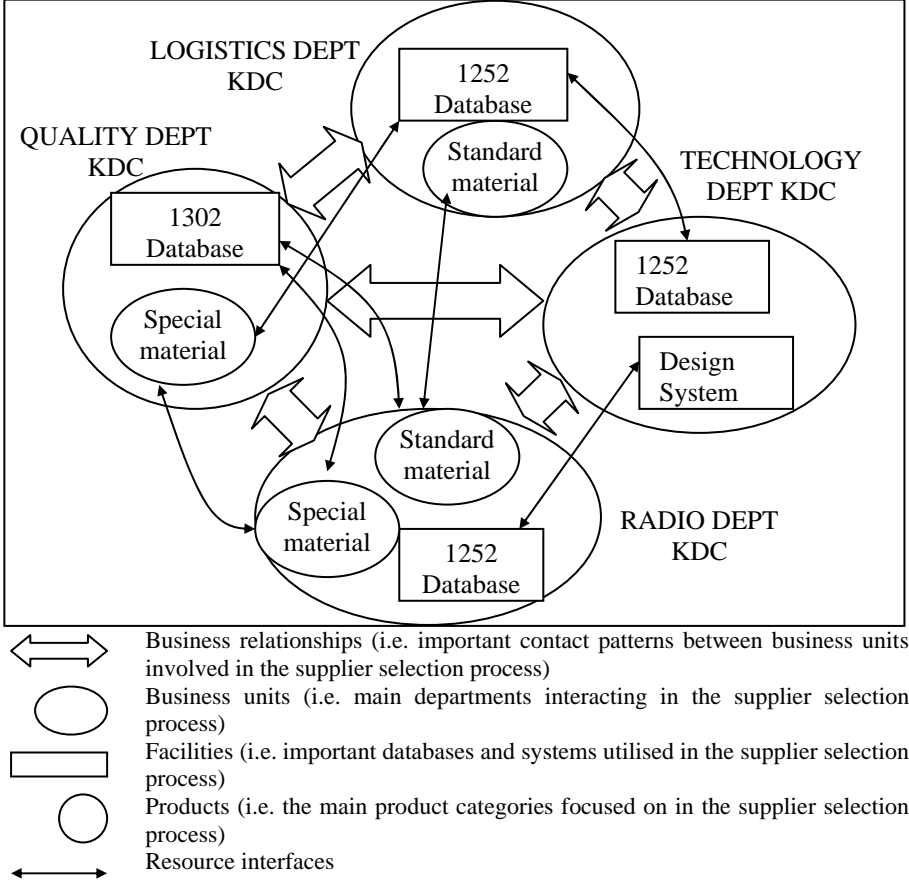 LOGISTICS DEPT
KDC
1252
Database
Standard
material
QUALITY DEPT
KDC
1302
Database
Special
material
TECHNOLOGY
DEPT KDC
1252
Database
Design
System
Standard
material
Special
material
1252
Database
RADIO DEPT
KDC
Business relationships (i.e. important contact patterns between business units
involved in the supplier selection process)
Business units (i.e. main departments interacting in the supplier selection
process)
Facilities (i.e. important databases and systems utilised in the supplier selection
process)
Products (i.e. the main product categories focused on in the supplier selection
process)
Resource interfaces